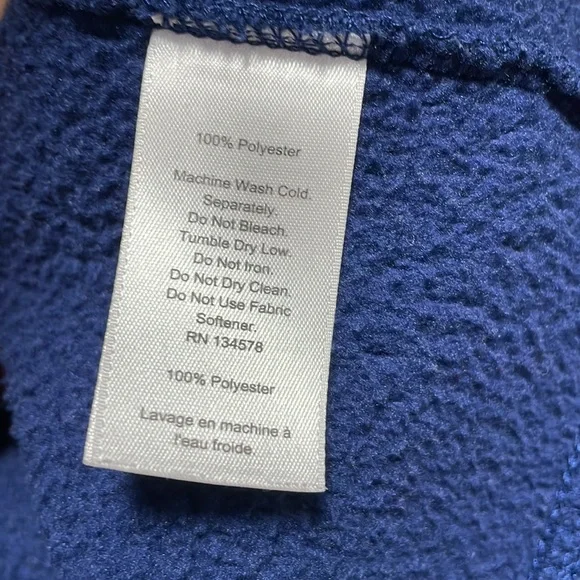 100% Polyester
Machine Wash Cold.
Separately.
Do Not Bleach.
Tumble Dry Low.
Do Not Iron.
Do Not Dry Clean.
Do Not Use Fabric
Softener.
RN 134578
100% Polyester
Lavage en machine à
l'eau froide.